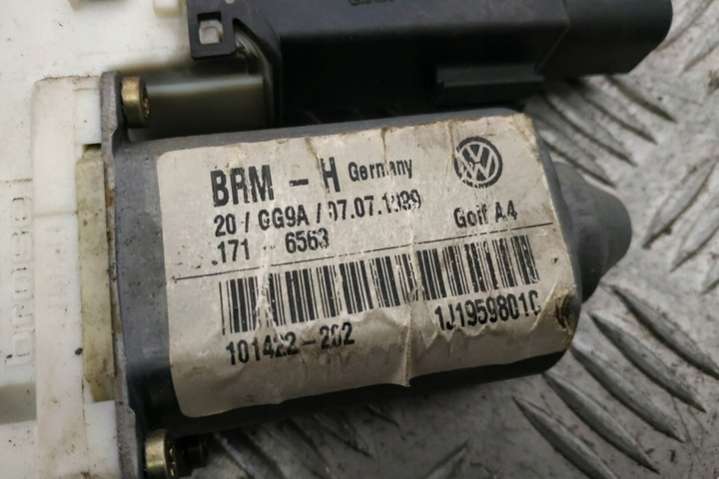 BRM - H Germany
20 / GG9A / 07.07.1999 Golf A4
171 - 6563
101422-202 1J1959801C